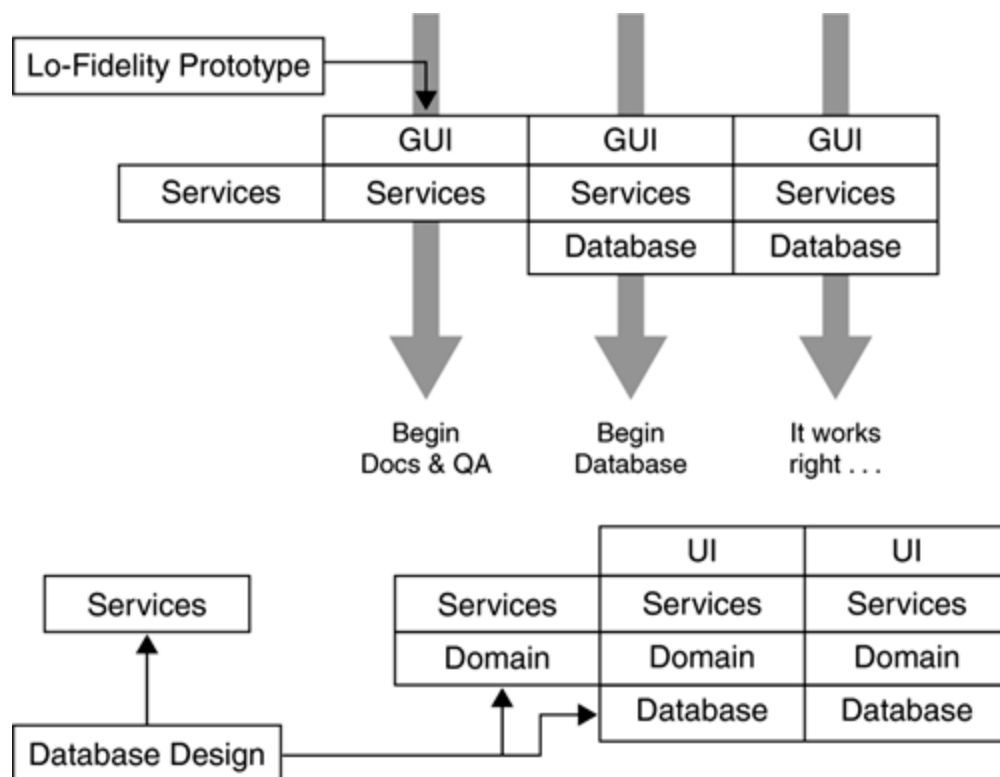 Lo-Fidelity Prototype
GUI GUI GUI
Services Services Services Services
Database Database
Begin Begin It works
Docs & QA Database right . . .
UI UI
Services Services Services Services
Domain Domain Domain
Database Database
Database Design